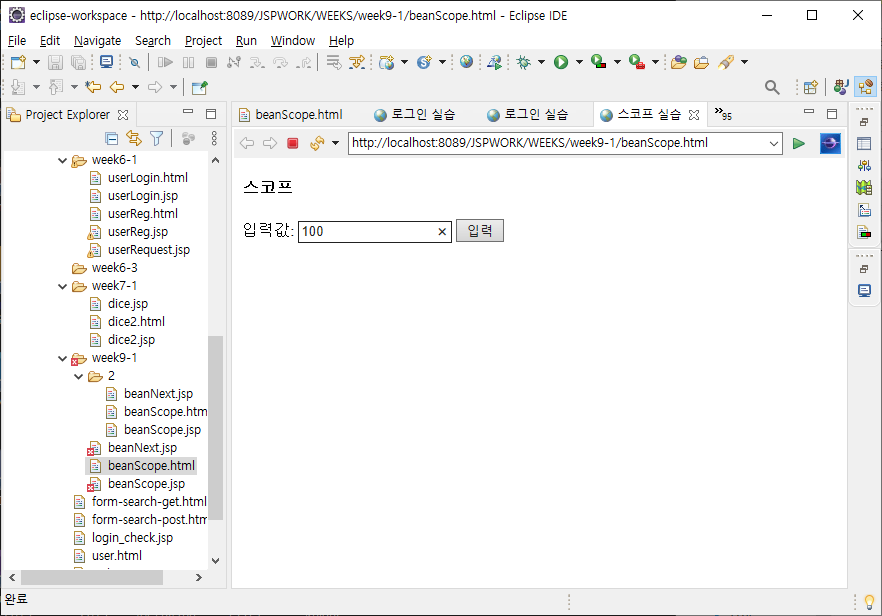 eclipse-workspace - http://localhost:8089/JSPWORK/WEEKS/week9-1/beanScope.html - Eclipse IDE
File Edit Navigate Search Project Run Window Help
Project Explorer
beanScope.html 로그인 실습 로그인 실습 스코프 실습 »95
http://localhost:8089/JSPWORK/WEEKS/week9-1/beanScope.html
week6-1
userLogin.html
userLogin.jsp
userReg.html
userReg.jsp
userRequest.jsp
week6-3
week7-1
dice.jsp
dice2.html
dice2.jsp
week9-1
2
beanNext.jsp
beanScope.htm
beanScope.jsp
beanNext.jsp
beanScope.html
beanScope.jsp
form-search-get.html
form-search-post.htm
login_check.jsp
user.html
스코프
입력값: 100 입력
완료